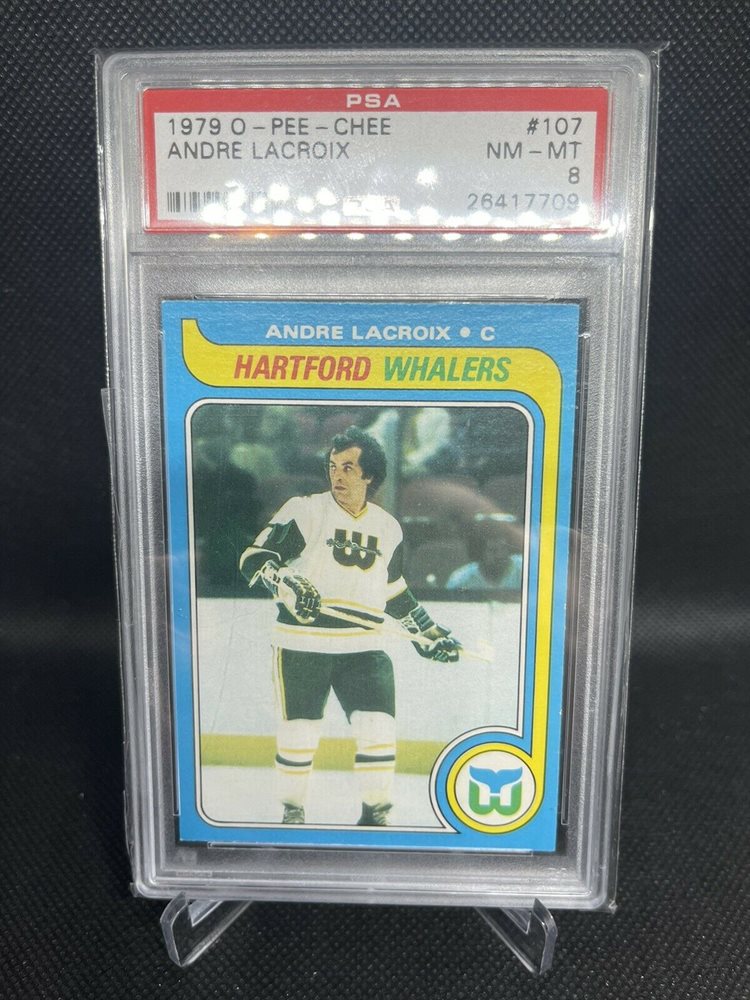 PSA
1979 O-PEE-CHEE #107
ANDRE LACROIX NM-MT
8
26417709
ANDRE LACROIX • C
HARTFORD WHALERS
W
W